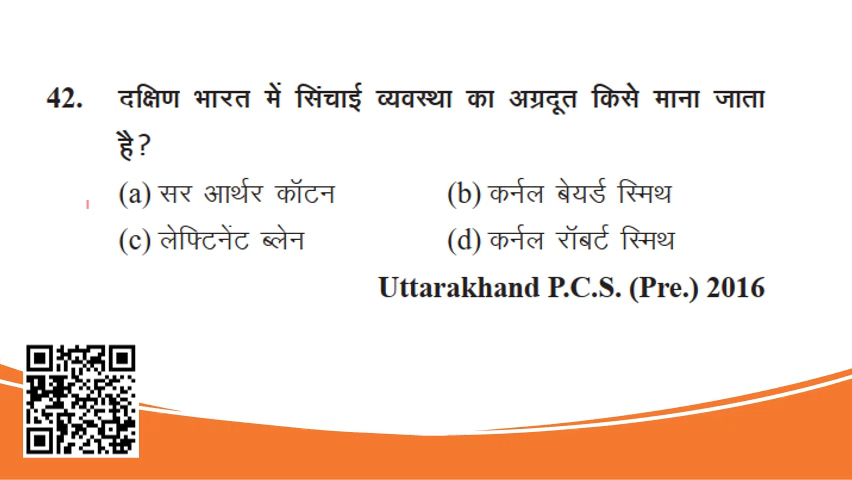 42. दक्षिण भारत में सिंचाई व्यवस्था का अग्रदूत किसे माना जाता
है?
(a) सर आर्थर कॉटन (b) कर्नल बेयर्ड स्मिथ
(c) लेफ्टिनेंट ब्लेन (d) कर्नल रॉबर्ट स्मिथ
Uttarakhand P.C.S. (Pre.) 2016